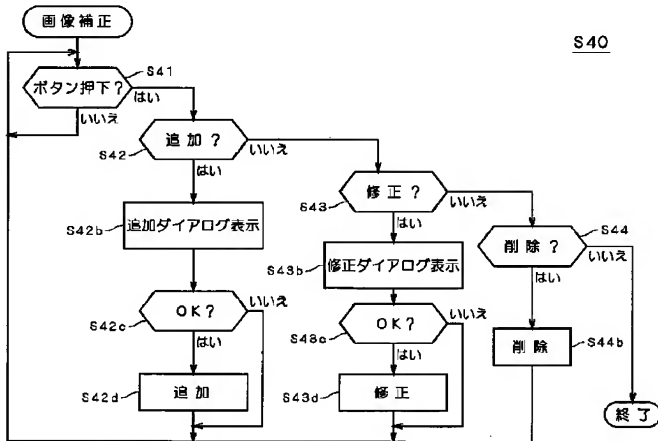 画像補正
S40
S41
ボタン押下?
はい
いいえ
追加?
S42
いいえ
はい
修正?
S43
いいえ
はい
S44
削除?
いいえ
はい
S42b
追加ダイアログ表示
S43b
修正ダイアログ表示
OK?
S42c
いいえ
はい
OK?
S43c
いいえ
はい
削除
S44b
追加
S42d
修正
S43d
終了